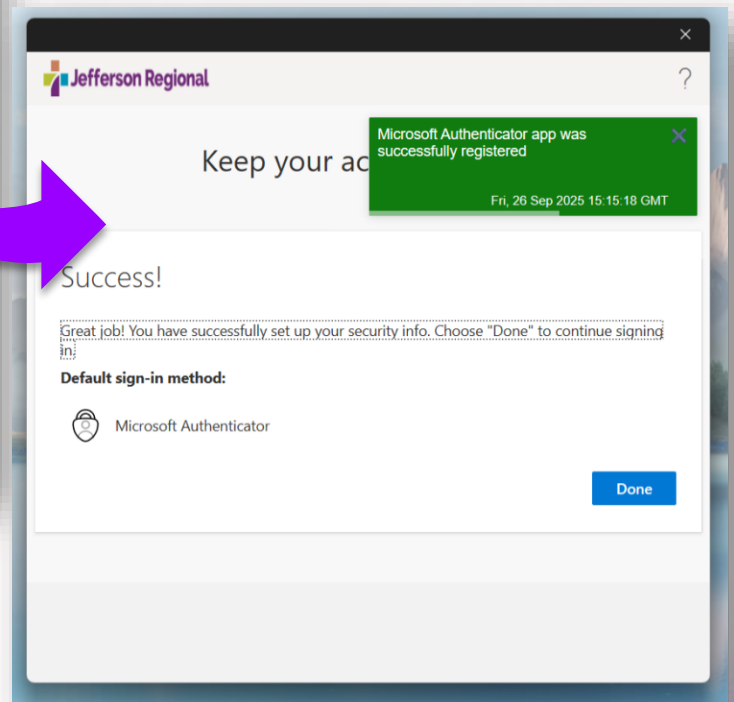 Jefferson Regional
?
Keep your ac
Microsoft Authenticator app was
successfully registered
Fri, 26 Sep 2025 15:15:18 GMT
Success!
Great job! You have successfully set up your security info. Choose "Done" to continue signing
in.
Default sign-in method:
Microsoft Authenticator
Done